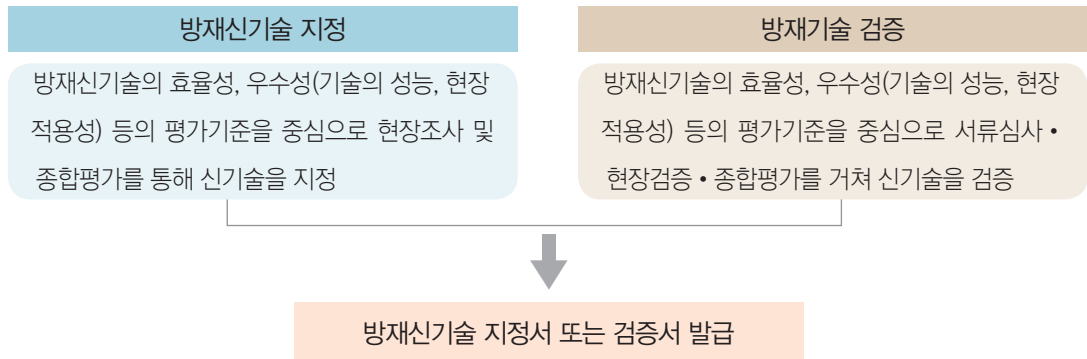 방재신기술 지정
방재신기술의 효율성, 우수성(기술의 성능, 현장
적용성) 등의 평가기준을 중심으로 현장조사 및
종합평가를 통해 신기술을 지정
방재기술 검증
방재신기술의 효율성, 우수성(기술의 성능, 현장
적용성) 등의 평가기준을 중심으로 서류심사 •
현장검증 • 종합평가를 거쳐 신기술을 검증
방재신기술 지정서 또는 검증서 발급